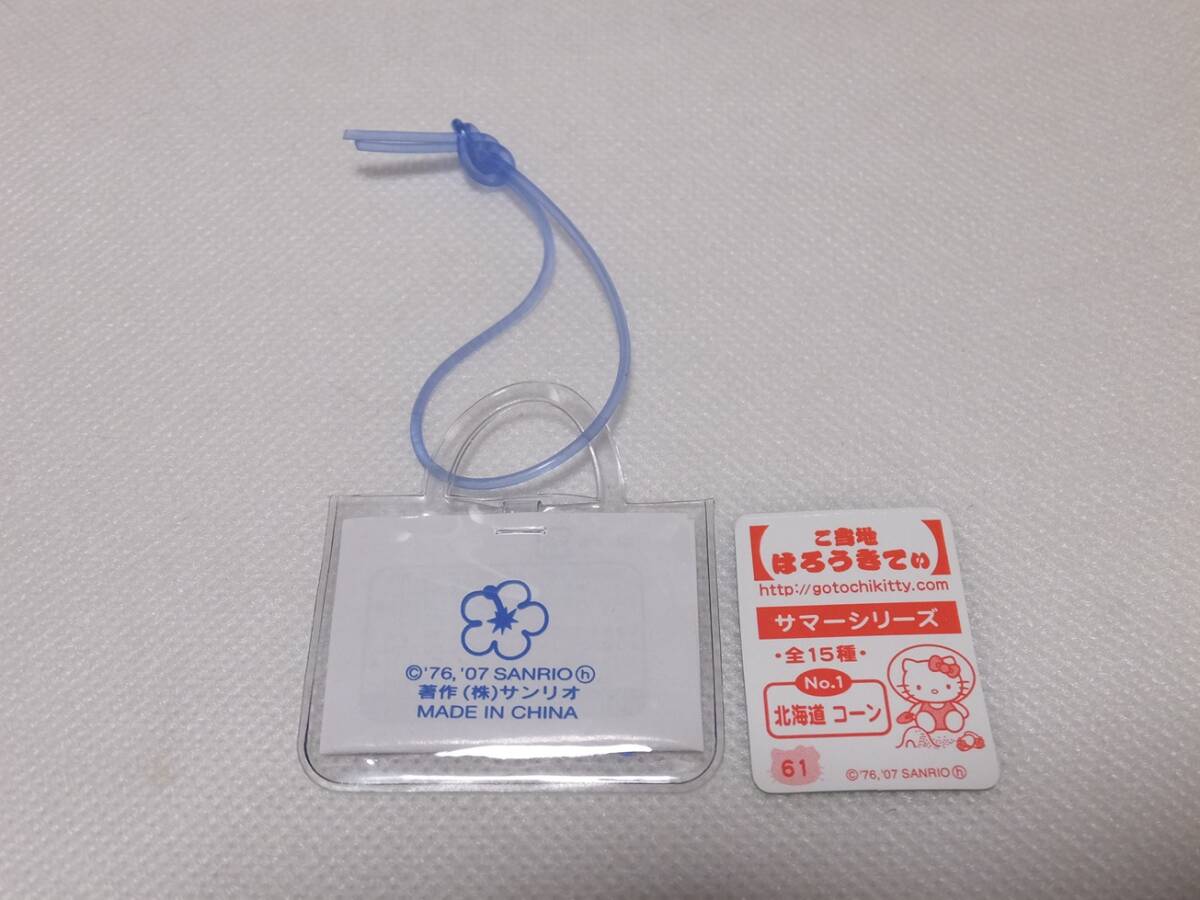 ©'76,'07 SANRIO ⓗ
著作(株)サンリオ
MADE IN CHINA
【ご当地
はろうきてぃ】
http://gotochikitty.com
サマーシリーズ
・全15種・
No.1
北海道 コーン
61
©'76,'07 SANRIO ⓗ